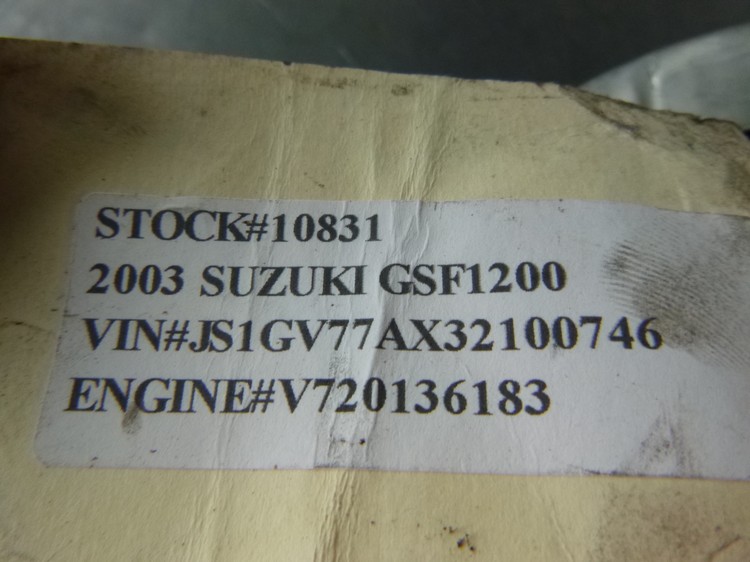 STOCK#10831
2003 SUZUKI GSF1200
VIN#JS1GV77AX32100746
ENGINE#V720136183